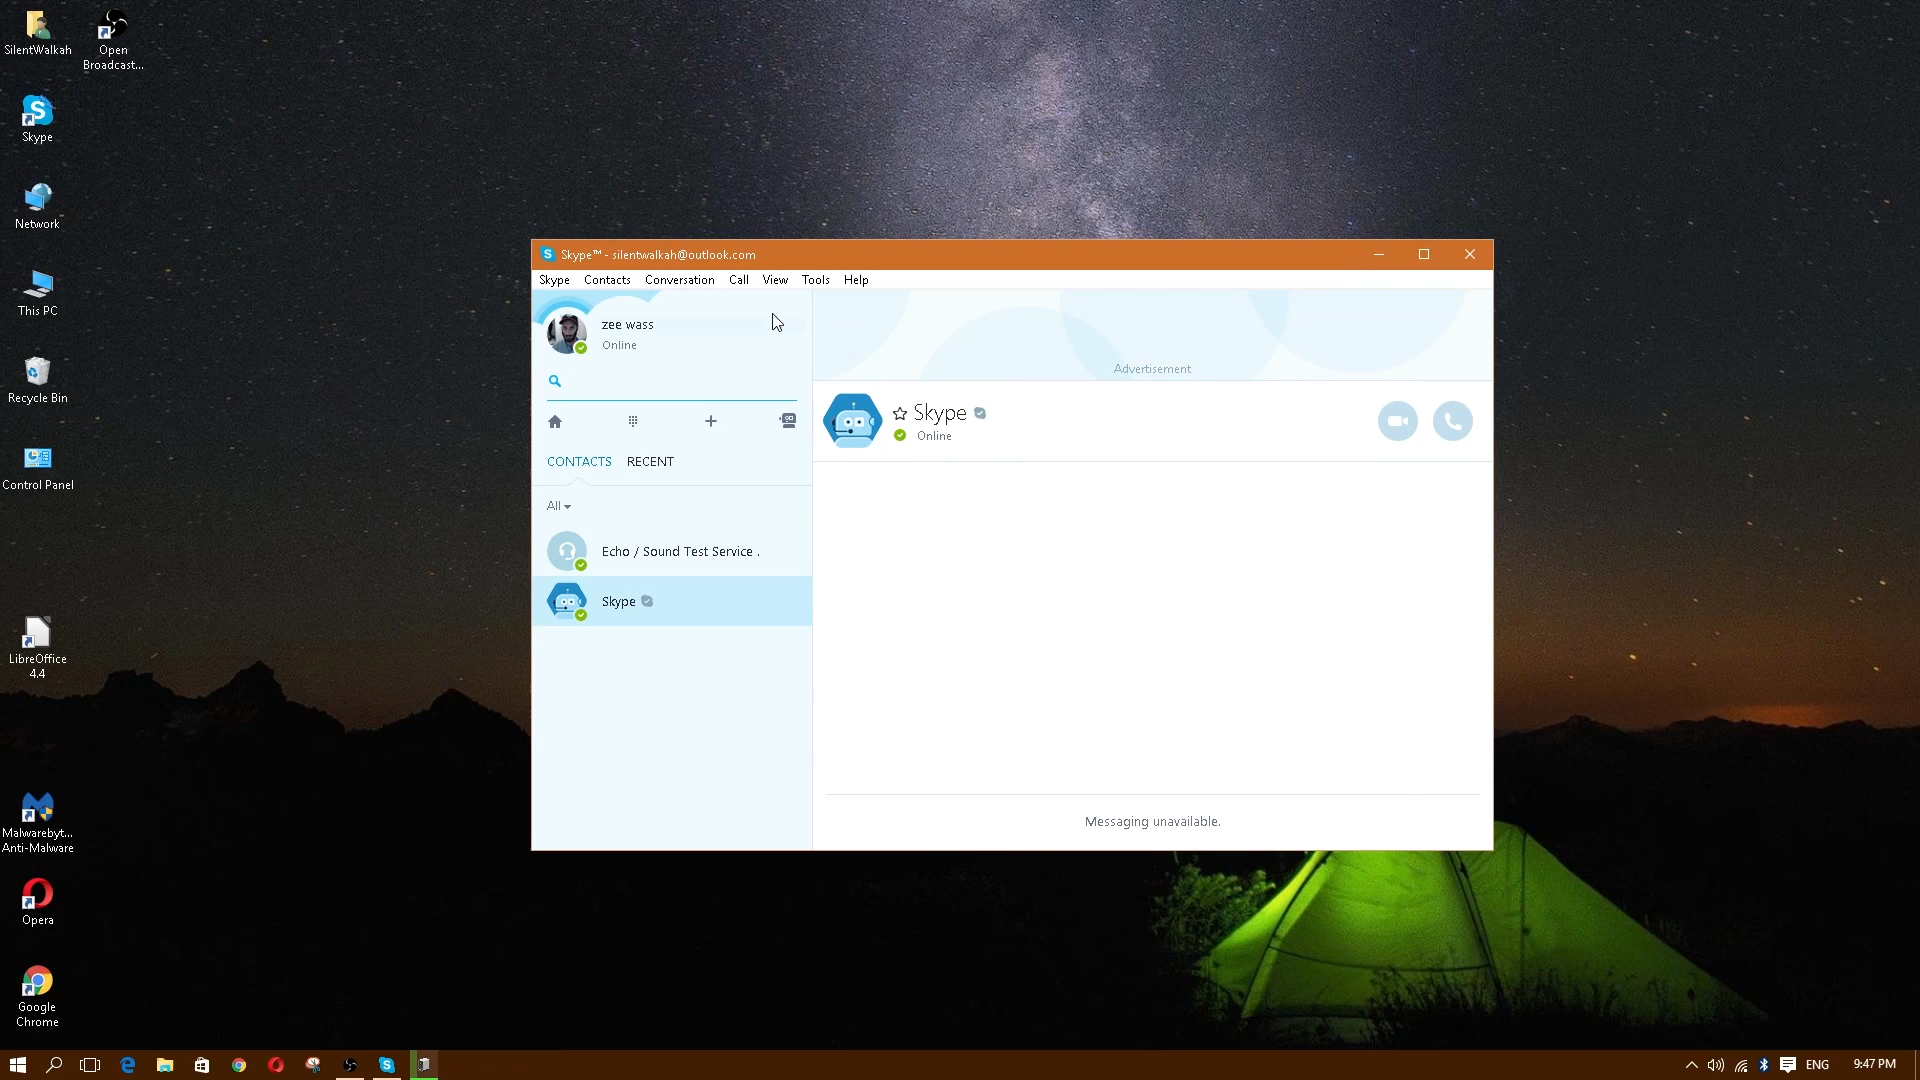 SilentWalkah
Open
Broadcast...
Skype
Network
This PC
Recycle Bin
Control Panel
LibreOffice
4.4
Malwarebyt...
Anti-Malware
Opera
Google
Chrome
Skype™ - silentwalkah@outlook.com
Skype Contacts Conversation Call View Tools Help
zee wass
Online
CONTACTS RECENT
All
Echo / Sound Test Service .
Skype
Advertisement
Skype
Online
Messaging unavailable.
ENG
9:47 PM